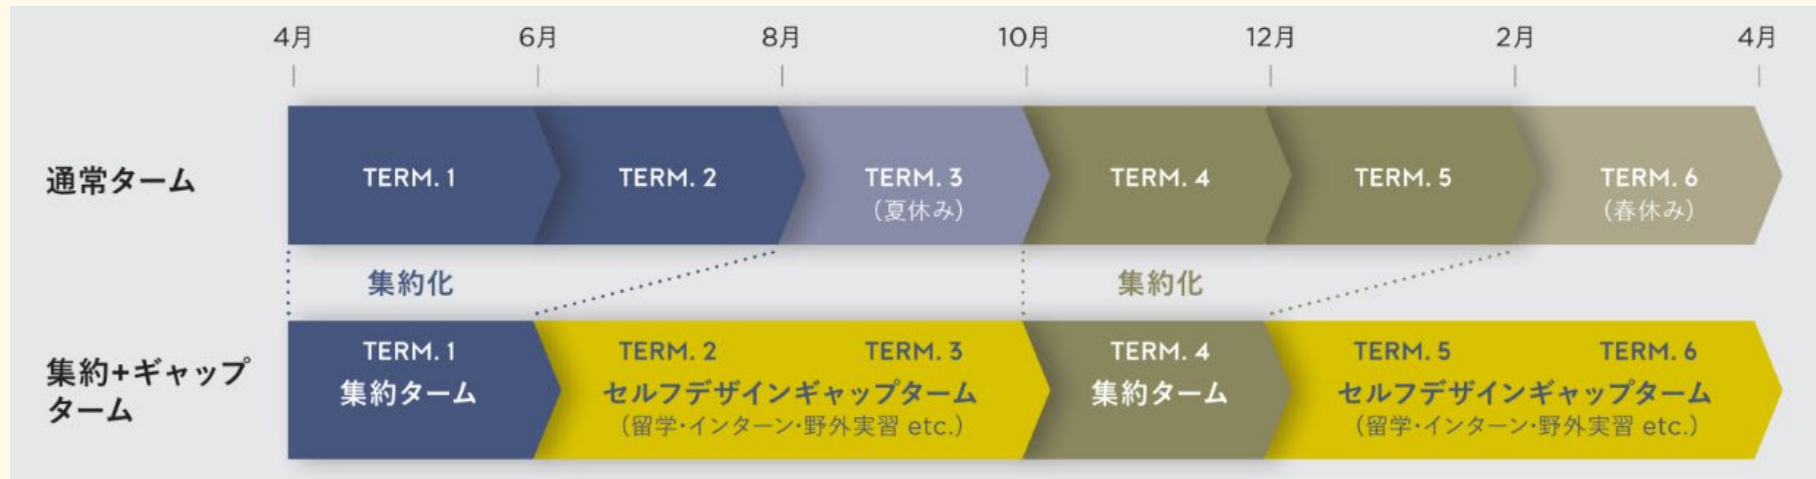 4月 6月 8月 10月 12月 2月 4月
通常ターム
TERM. 1
TERM. 2
TERM. 3
(夏休み)
TERM. 4
TERM. 5
TERM. 6
(春休み)
集約化
集約化
集約+ギャップ
ターム
TERM. 1
集約ターム
TERM. 2 TERM. 3
セルフデザインギャップターム
(留学・インターン・野外実習 etc.)
TERM. 4
集約ターム
TERM. 5 TERM. 6
セルフデザインギャップターム
(留学・インターン・野外実習 etc.)